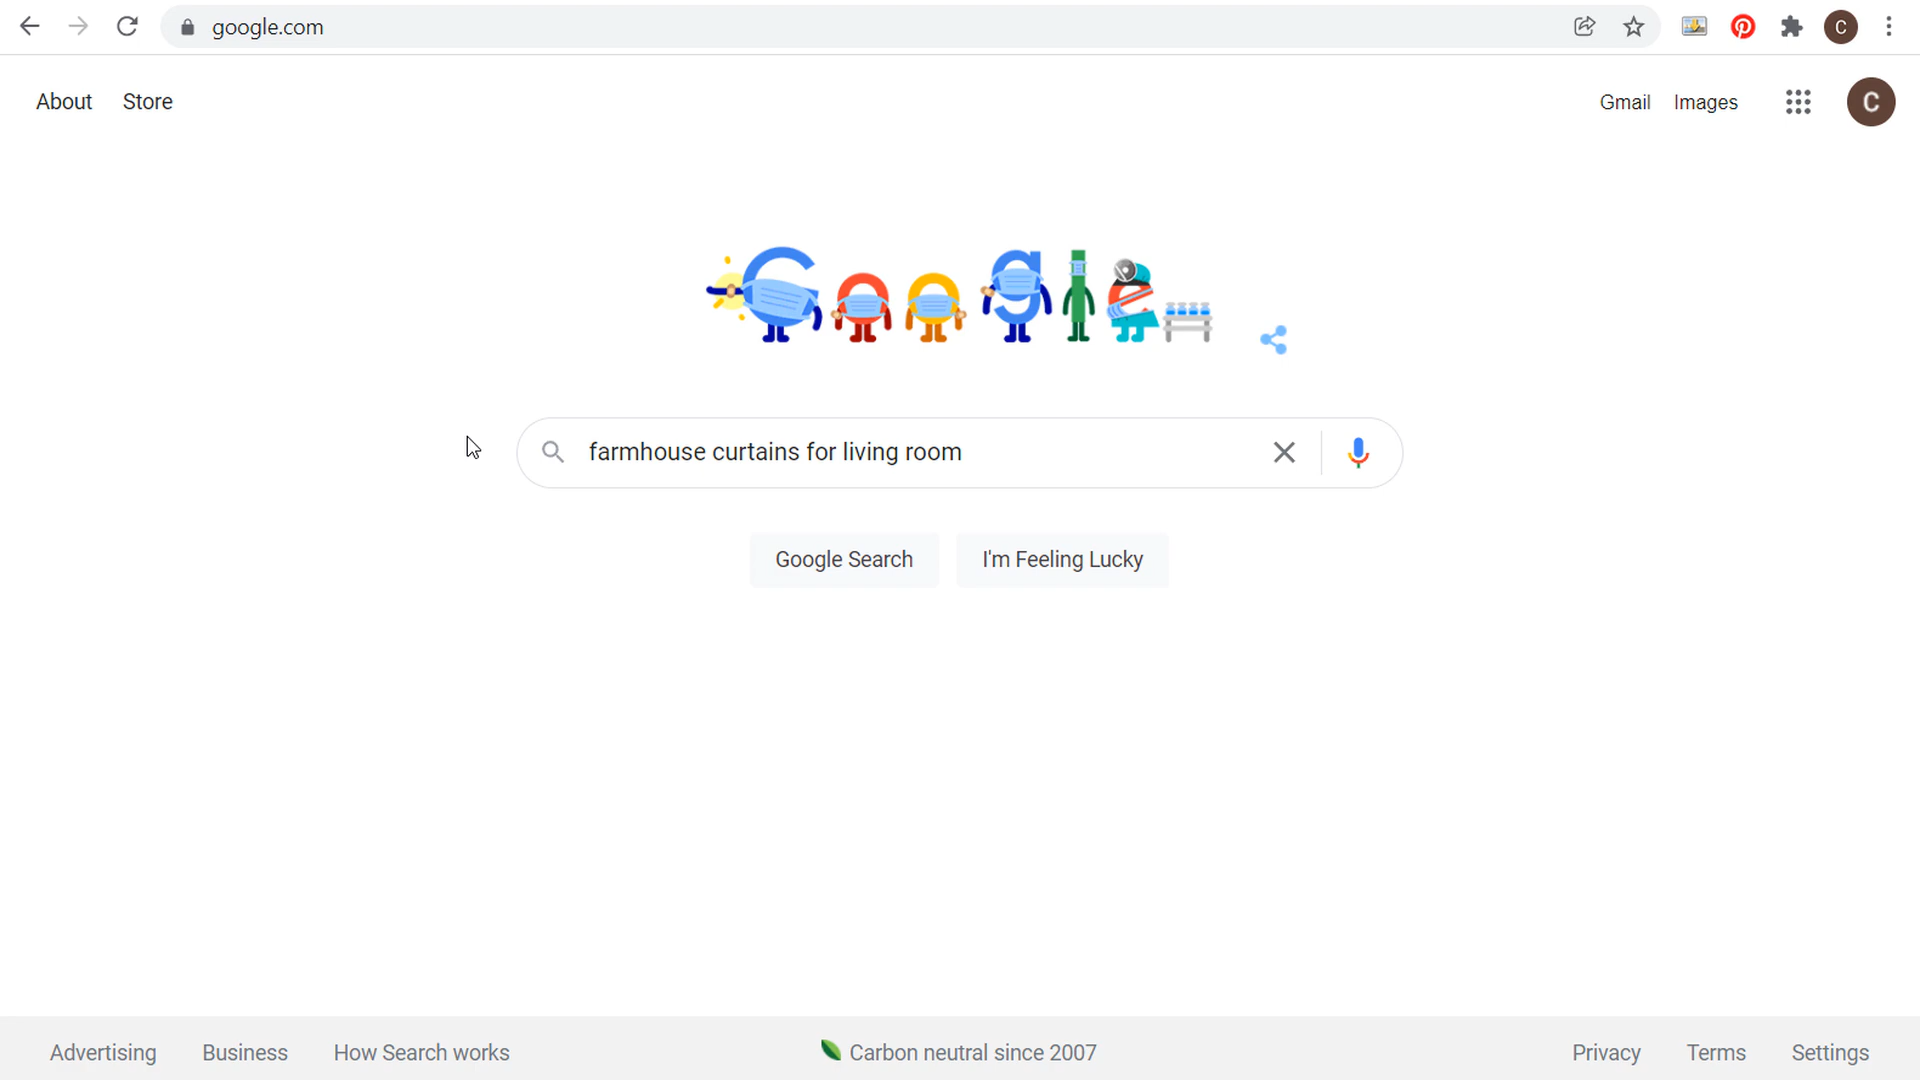 google.com
C
About Store
Gmail Images
C
Google
farmhouse curtains for living room
Google Search
I'm Feeling Lucky
Advertising Business How Search works
Carbon neutral since 2007
Privacy Terms Settings